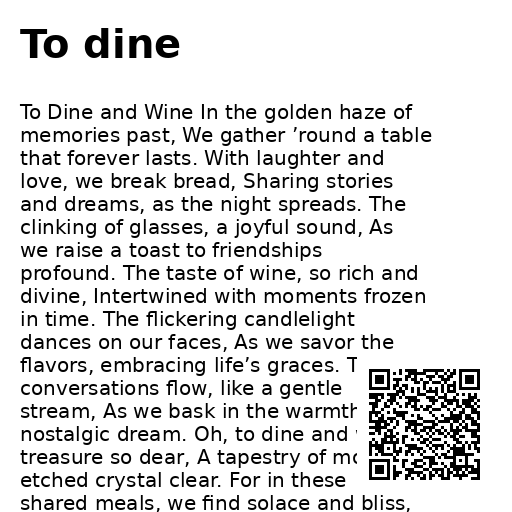 To dine
To Dine and Wine In the golden haze of
memories past, We gather ’round a table
that forever lasts. With laughter and
love, we break bread, Sharing stories
and dreams, as the night spreads. The
clinking of glasses, a joyful sound, As
we raise a toast to friendships
profound. The taste of wine, so rich and
divine, Intertwined with moments frozen
in time. The flickering candlelight
dances on our faces, As we savor the
flavors, embracing life’s graces.
conversations flow, like a gentle
stream, As we bask in the warmth
nostalgic dream. Oh, to dine and
treasure so dear, A tapestry of
etched crystal clear. For in these
shared meals, we find solace and bliss,